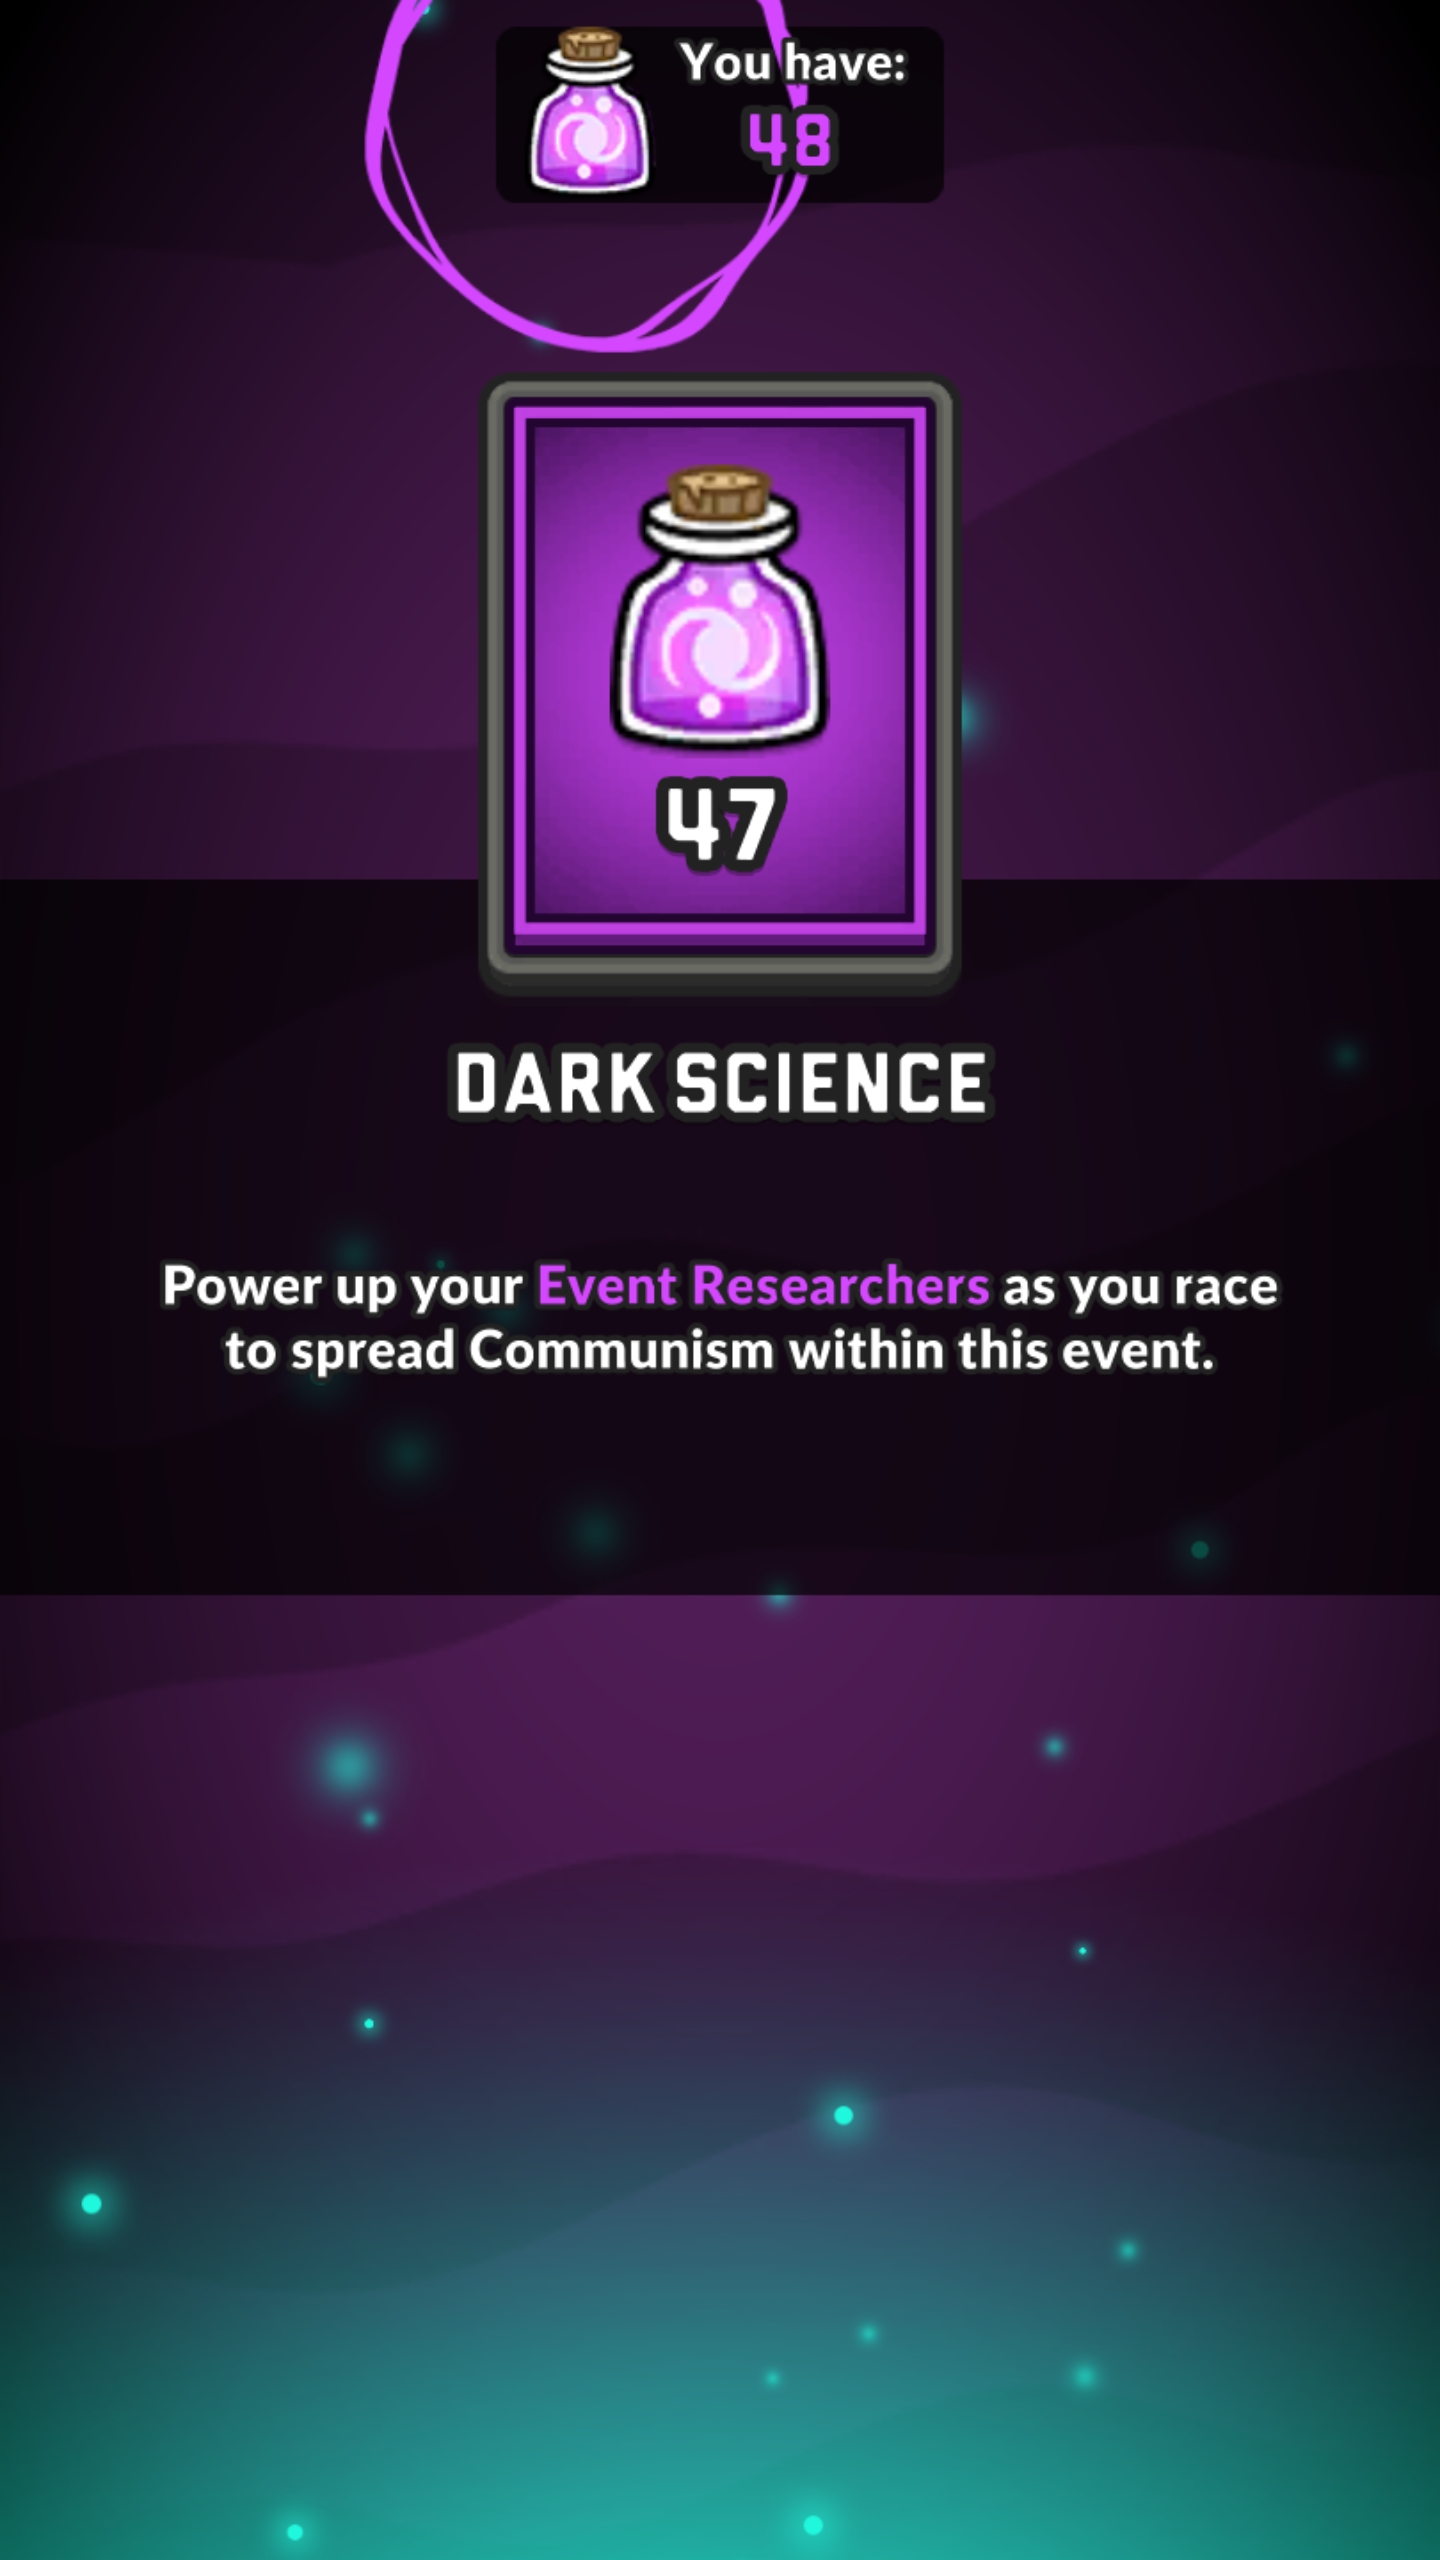 You have:
48
47
DARK SCIENCE
Power up your Event Researchers as you race
to spread Communism within this event.